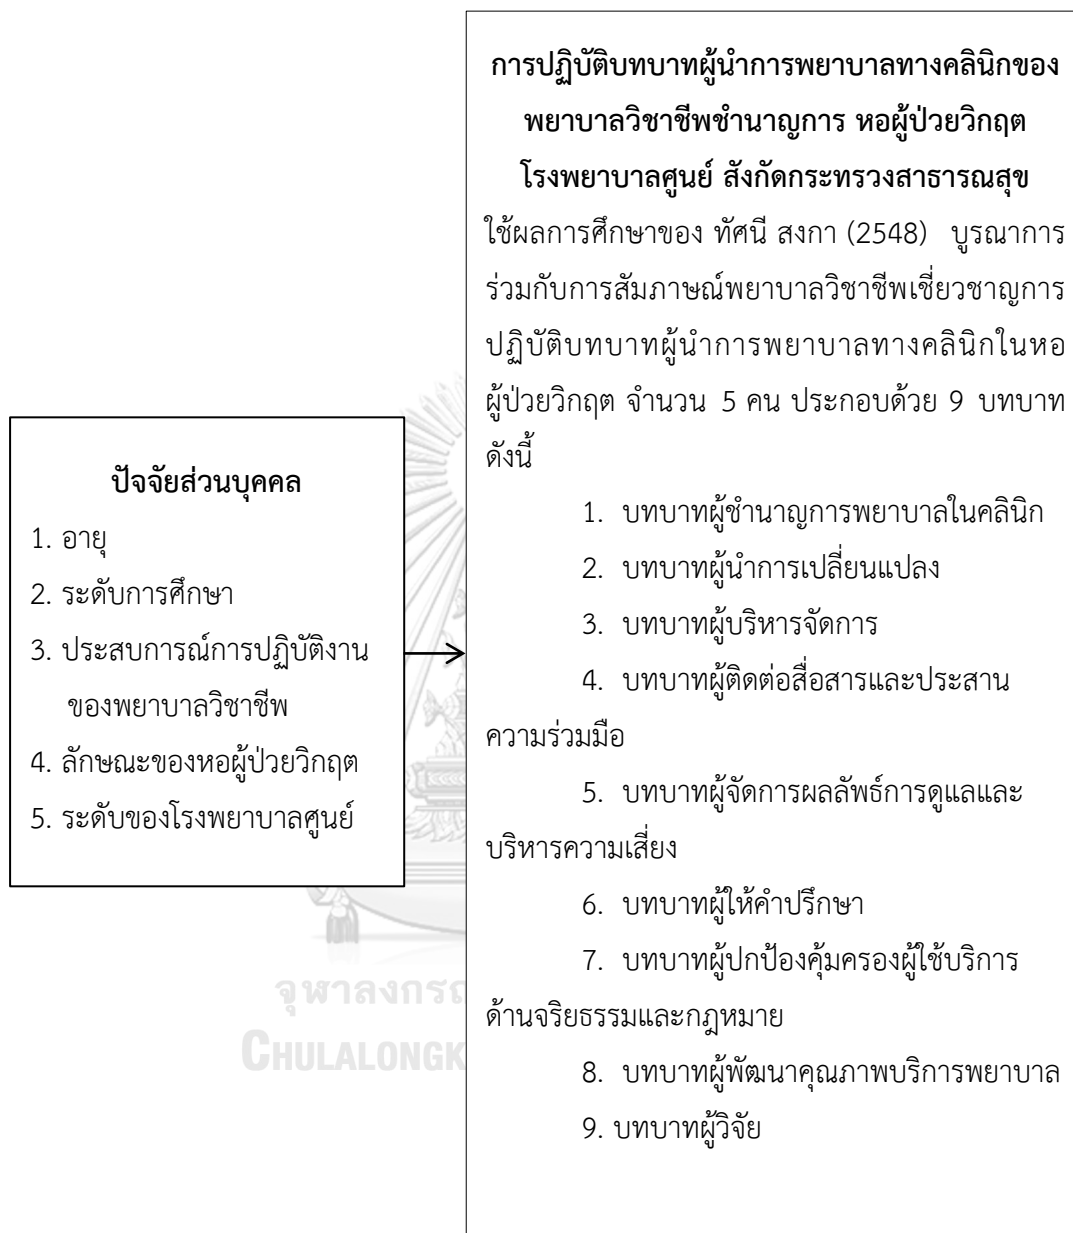 ปัจจัยส่วนบุคคล
1. อายุ
2. ระดับการศึกษา
3. ประสบการณ์การปฏิบัติงาน
ของพยาบาลวิชาชีพ
4. ลักษณะของหอผู้ป่วยวิกฤต
5. ระดับของโรงพยาบาลศูนย์
การปฏิบัติบทบาทผู้นำการพยาบาลทางคลินิกของ
พยาบาลวิชาชีพชำนาญการ หอผู้ป่วยวิกฤต
โรงพยาบาลศูนย์ สังกัดกระทรวงสาธารณสุข
ใช้ผลการศึกษาของ ทัศนี สงกา (2548) บูรณาการ
ร่วมกับการสัมภาษณ์พยาบาลวิชาชีพเชี่ยวชาญการ
ปฏิบัติบทบาทผู้นำการพยาบาลทางคลินิกในหอ
ผู้ป่วยวิกฤต จำนวน 5 คน ประกอบด้วย 9 บทบาท
ดังนี้
1. บทบาทผู้ชำนาญการพยาบาลในคลินิก
2. บทบาทผู้นำการเปลี่ยนแปลง
3. บทบาทผู้บริหารจัดการ
4. บทบาทผู้ติดต่อสื่อสารและประสาน
ความร่วมมือ
5. บทบาทผู้จัดการผลลัพธ์การดูแลและ
บริหารความเสี่ยง
6. บทบาทผู้ให้คำปรึกษา
7. บทบาทผู้ปกป้องคุ้มครองผู้ใช้บริการ
ด้านจริยธรรมและกฎหมาย
8. บทบาทผู้พัฒนาคุณภาพบริการพยาบาล
9. บทบาทผู้วิจัย
จุฬาลงกรณ
CHULALONGK